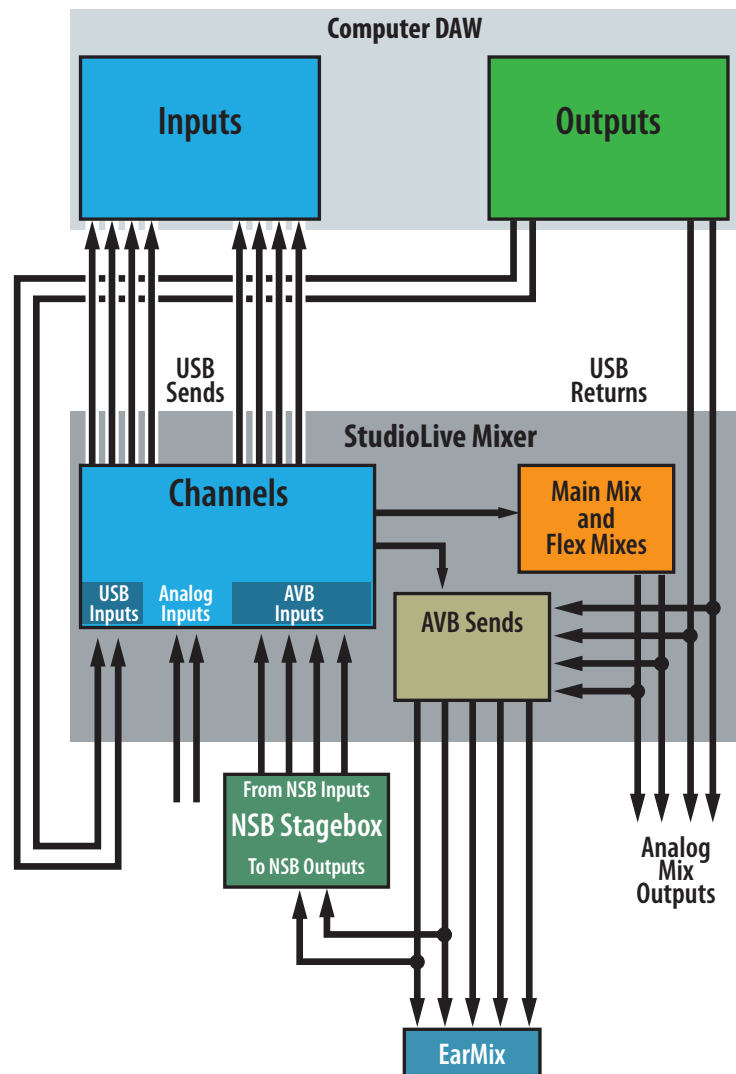 Computer DAW
Inputs
Outputs
USB
Sends
USB
Returns
StudioLive Mixer
Channels
Main Mix
and
Flex Mixes
USB
Inputs
Analog
Inputs
AVB
Inputs
AVB Sends
From NSB Inputs
NSB Stagebox
To NSB Outputs
Analog
Mix
Outputs
EarMix